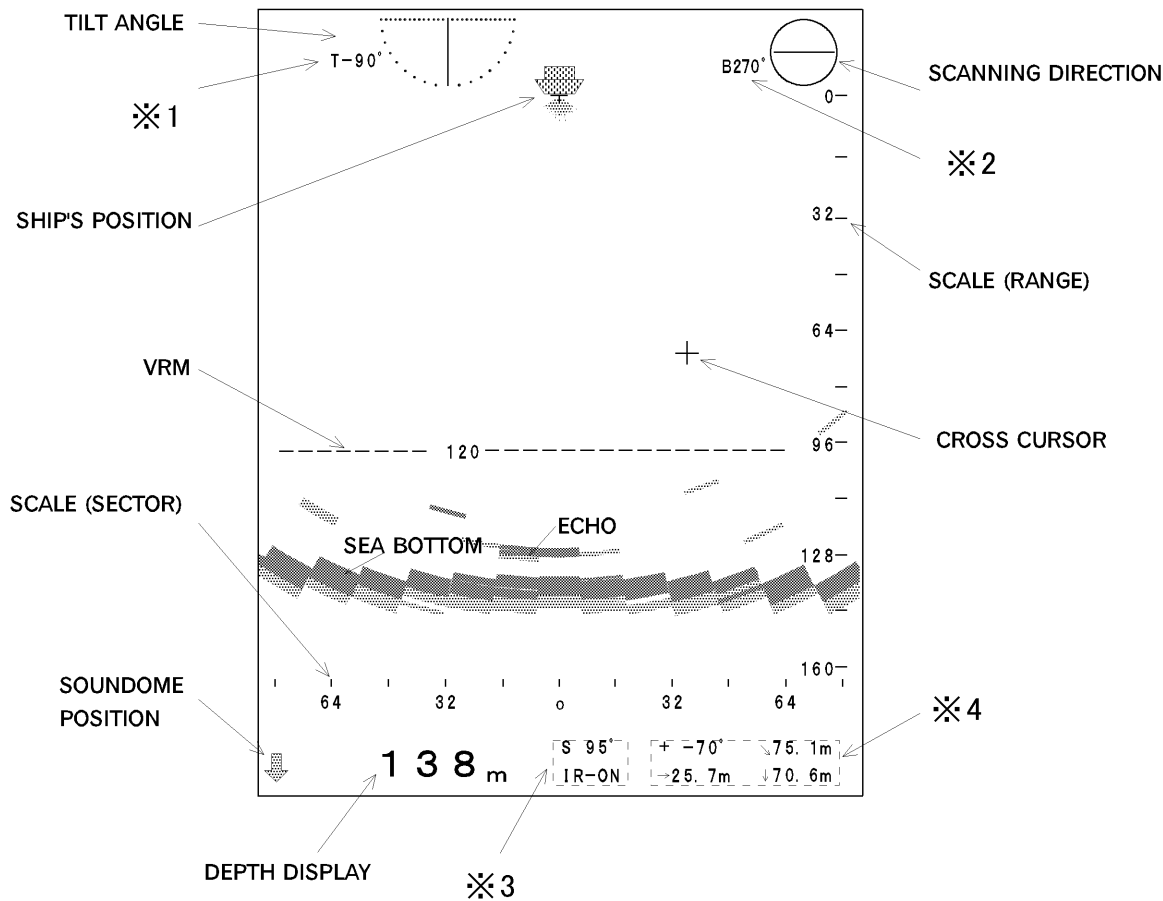 TILT ANGLE
T-90°
※1
B270°
SCANNING DIRECTION
0
※2
SHIP'S POSITION
32
SCALE (RANGE)
64
VRM
120
96
CROSS CURSOR
SCALE (SECTOR)
ECHO
SEA BOTTOM
128
160
SOUNDOME
POSITION
64 32 0 32 64
※4
138m
S 95°
IR-ON
+ -70° ↘75.1m
→25.7m ↓70.6m
DEPTH DISPLAY
※3